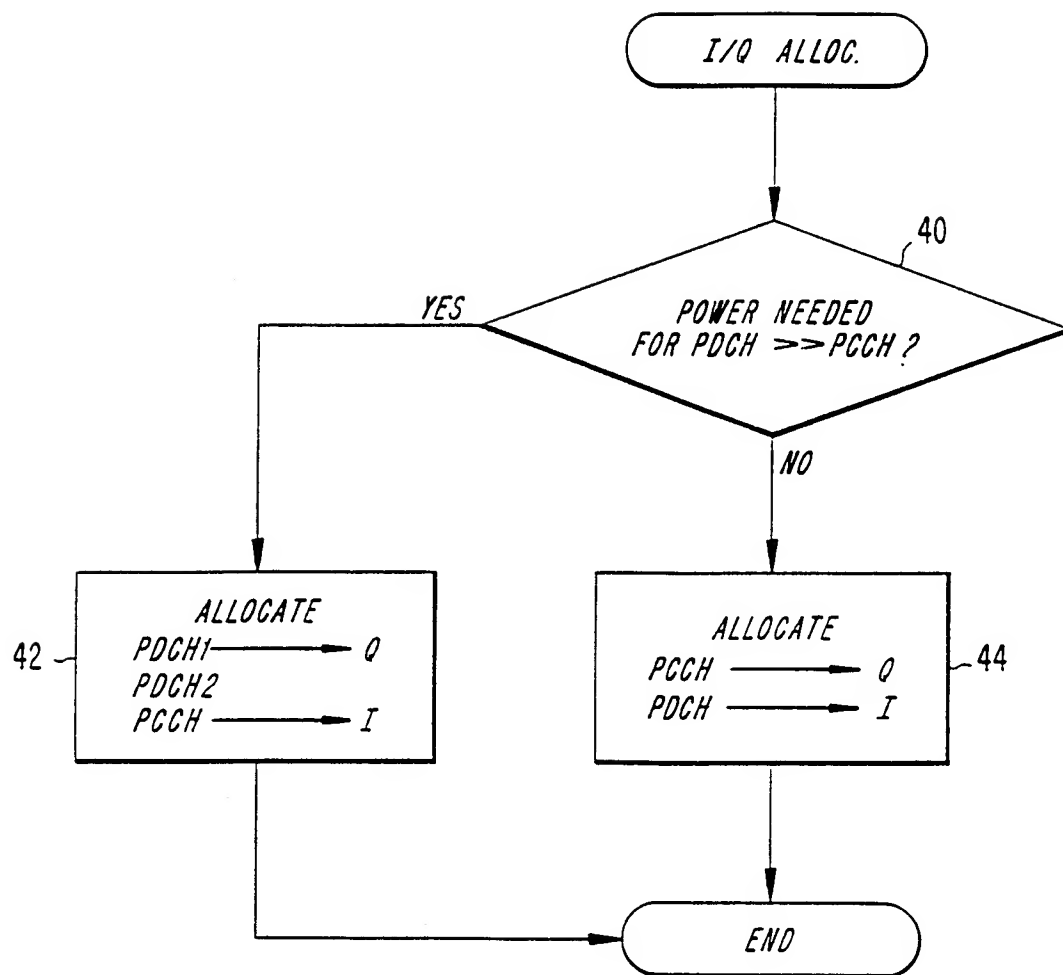 I/Q ALLOC.
40
POWER NEEDED
FOR PDCH >> PCCH?
YES
NO
42
ALLOCATE
PDCH1 → Q
PDCH2
PCCH → I
44
ALLOCATE
PCCH → Q
PDCH → I
END